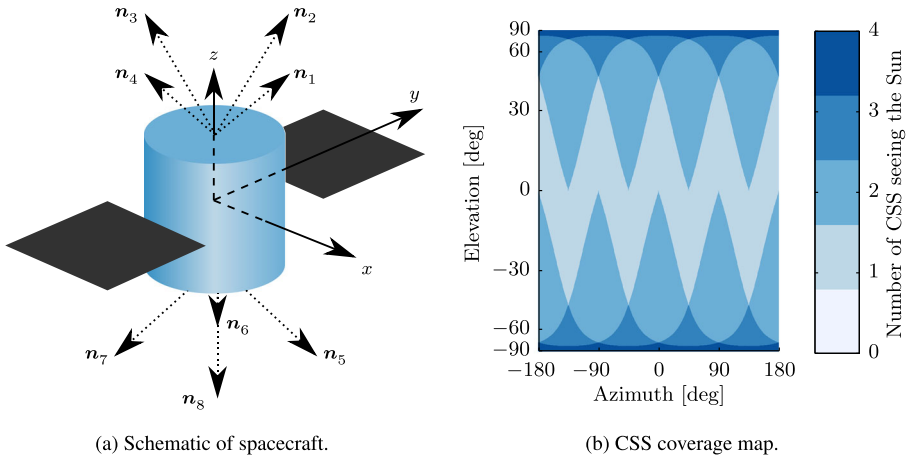 n₃
n₂
n₄
n₁
z
y
x
n₆
n₇
n₅
n₈
(a) Schematic of spacecraft.
90
60
30
0
−30
−60
−90
Elevation [deg]
−180 −90 0 90 180
Azimuth [deg]
4
3
2
1
0
Number of CSS seeing the Sun
(b) CSS coverage map.